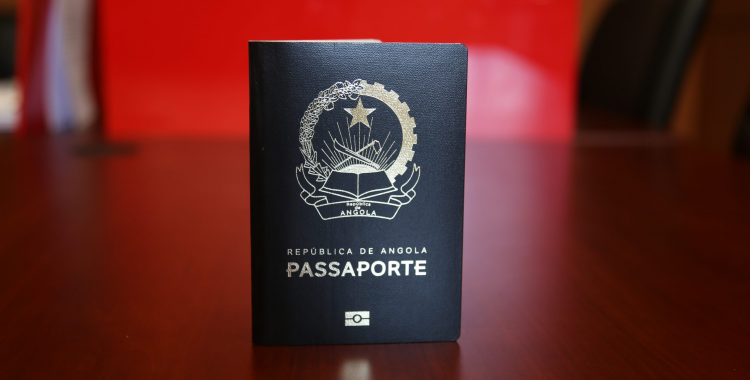 República
de
ANGOLA
REPÚBLICA DE ANGOLA
PASSAPORTE